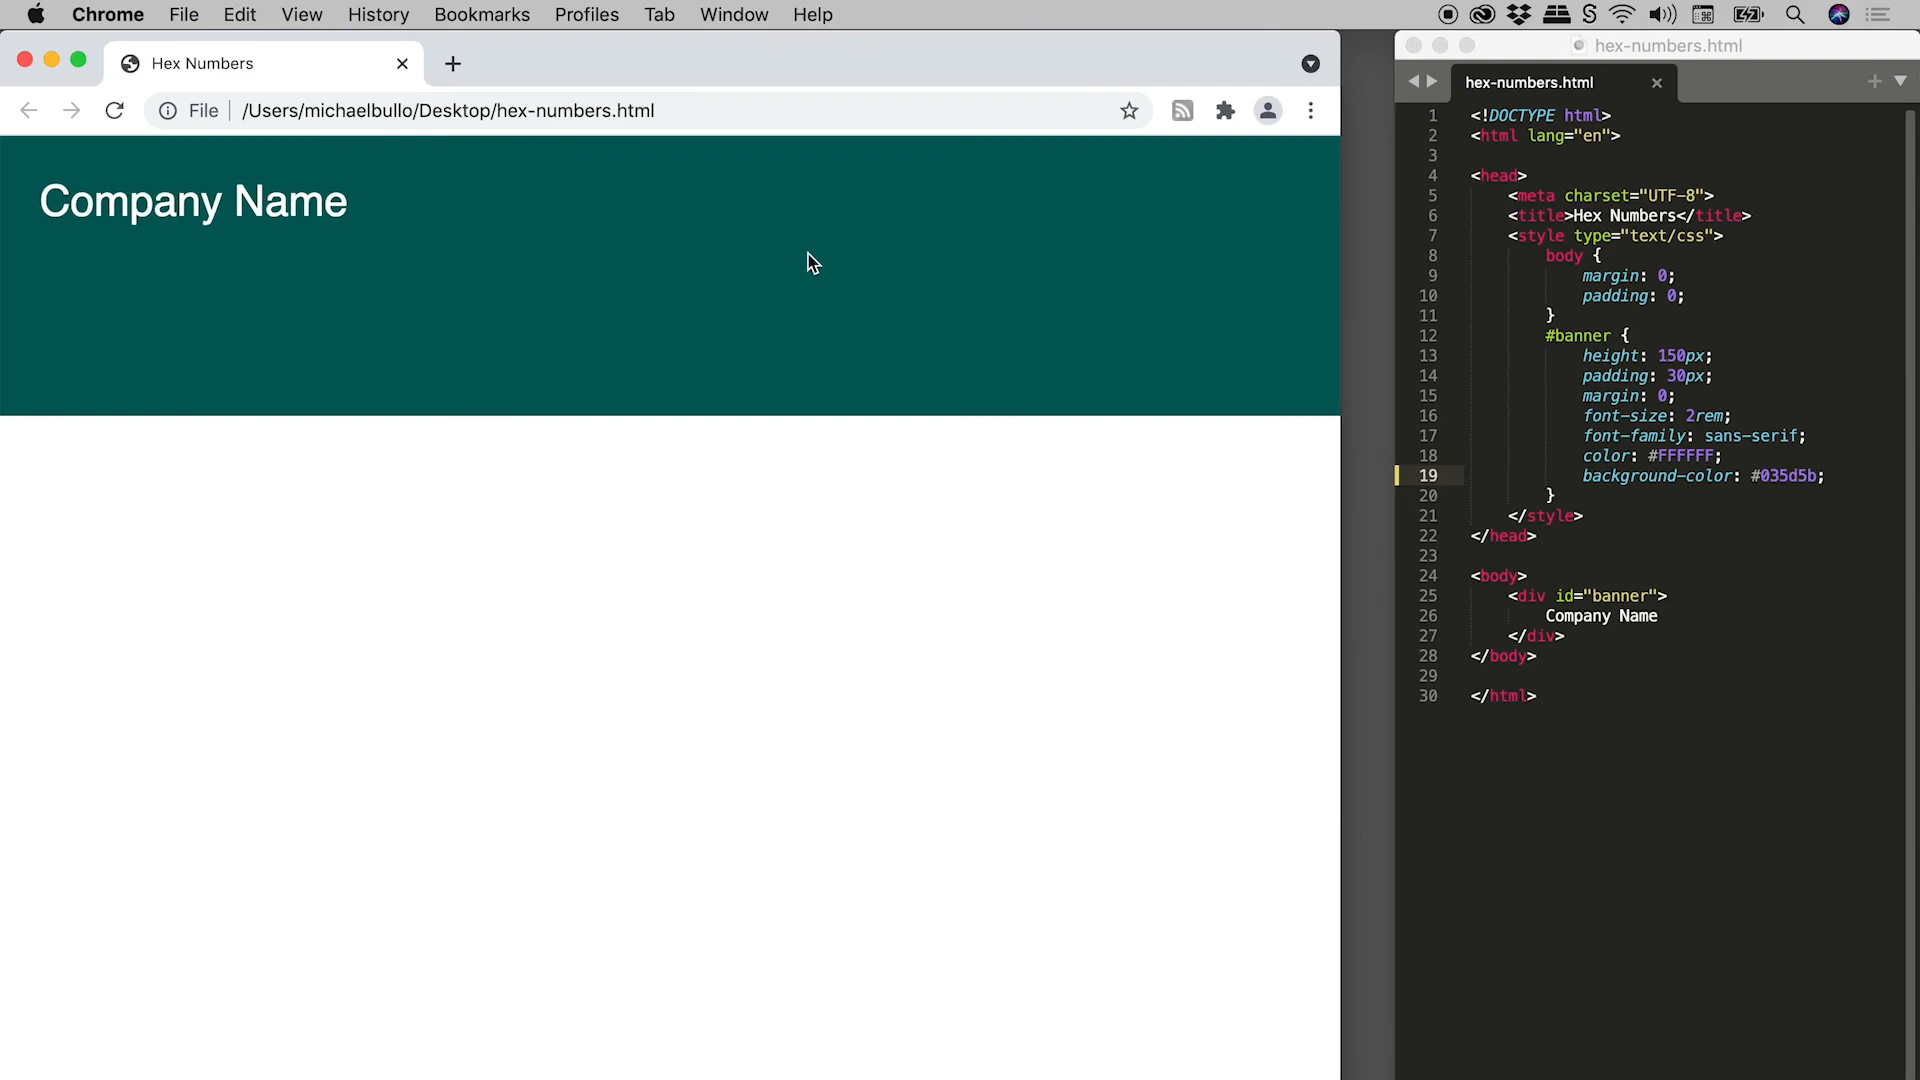 Chrome File Edit View History Bookmarks Profiles Tab Window Help
Hex Numbers
File /Users/michaelbullo/Desktop/hex-numbers.html
Company Name
hex-numbers.html
hex-numbers.html
1 <!DOCTYPE html>
2 <html lang="en">
3
4 <head>
5 <meta charset="UTF-8">
6 <title>Hex Numbers</title>
7 <style type="text/css">
8 body {
9 margin: 0;
10 padding: 0;
11 }
12 #banner {
13 height: 150px;
14 padding: 30px;
15 margin: 0;
16 font-size: 2rem;
17 font-family: sans-serif;
18 color: #FFFFFF;
19 background-color: #035d5b;
20 }
21 </style>
22 </head>
23
24 <body>
25 <div id="banner">
26 Company Name
27 </div>
28 </body>
29
30 </html>